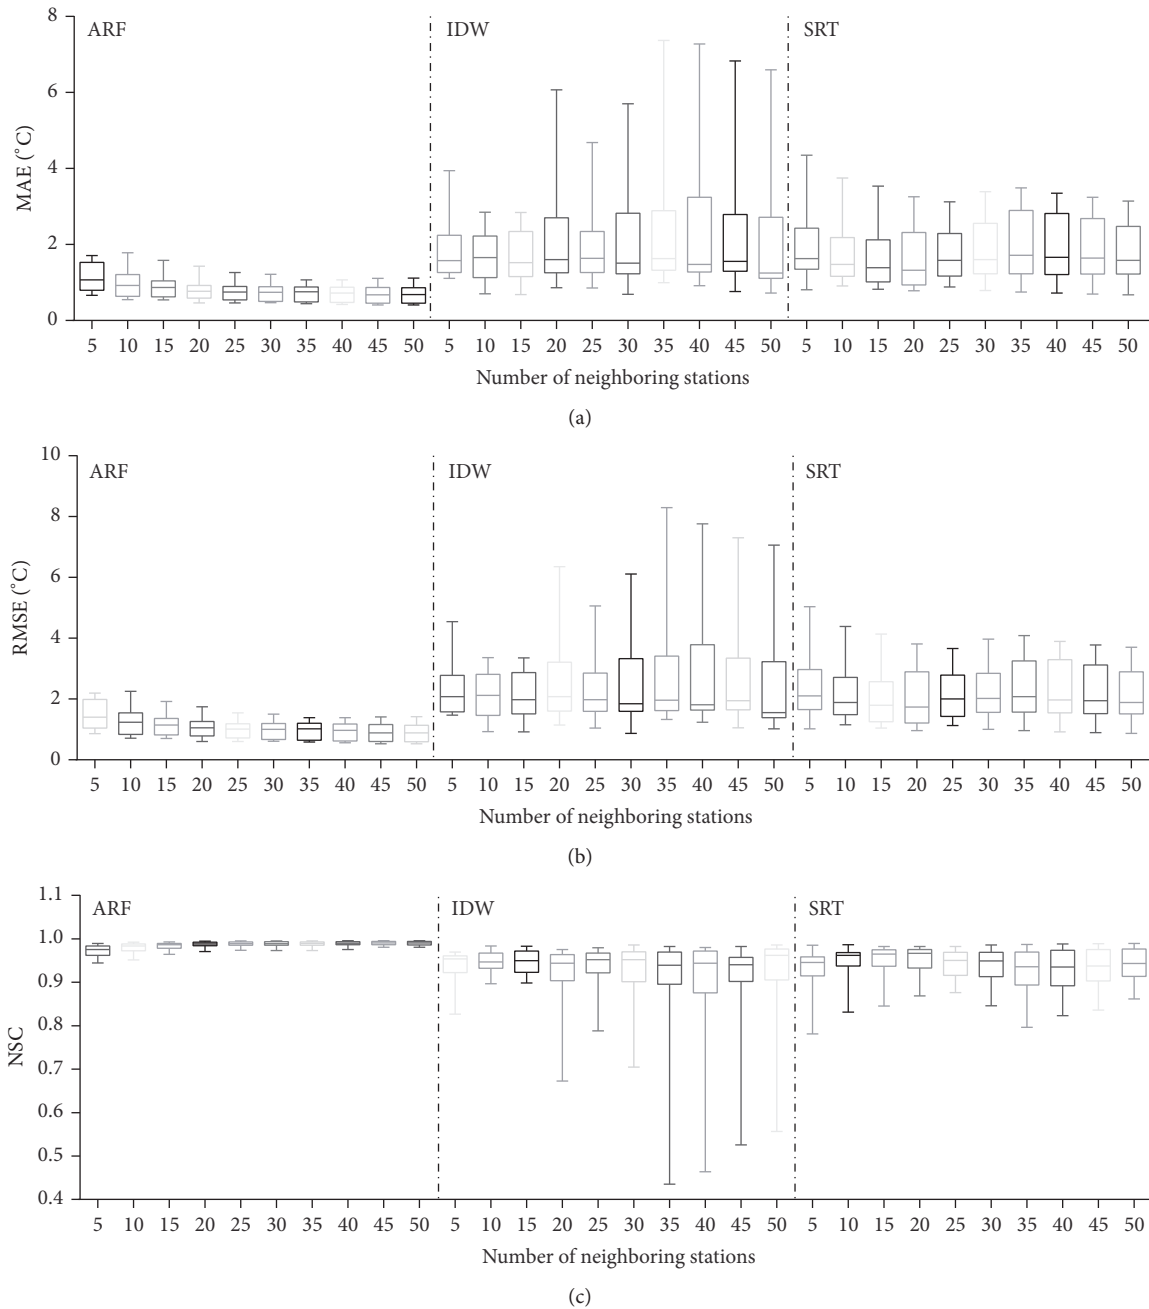 8
6
4
2
0
MAE (°C)
ARF
IDW
SRT
5 10 15 20 25 30 35 40 45 50 5 10 15 20 25 30 35 40 45 50 5 10 15 20 25 30 35 40 45 50
Number of neighboring stations
(a)
10
8
6
4
2
0
RMSE (°C)
ARF
IDW
SRT
5 10 15 20 25 30 35 40 45 50 5 10 15 20 25 30 35 40 45 50 5 10 15 20 25 30 35 40 45 50
Number of neighboring stations
(b)
1.1
1.0
0.9
0.8
0.7
0.6
0.5
0.4
NSC
ARF
IDW
SRT
5 10 15 20 25 30 35 40 45 50 5 10 15 20 25 30 35 40 45 50 5 10 15 20 25 30 35 40 45 50
Number of neighboring stations
(c)